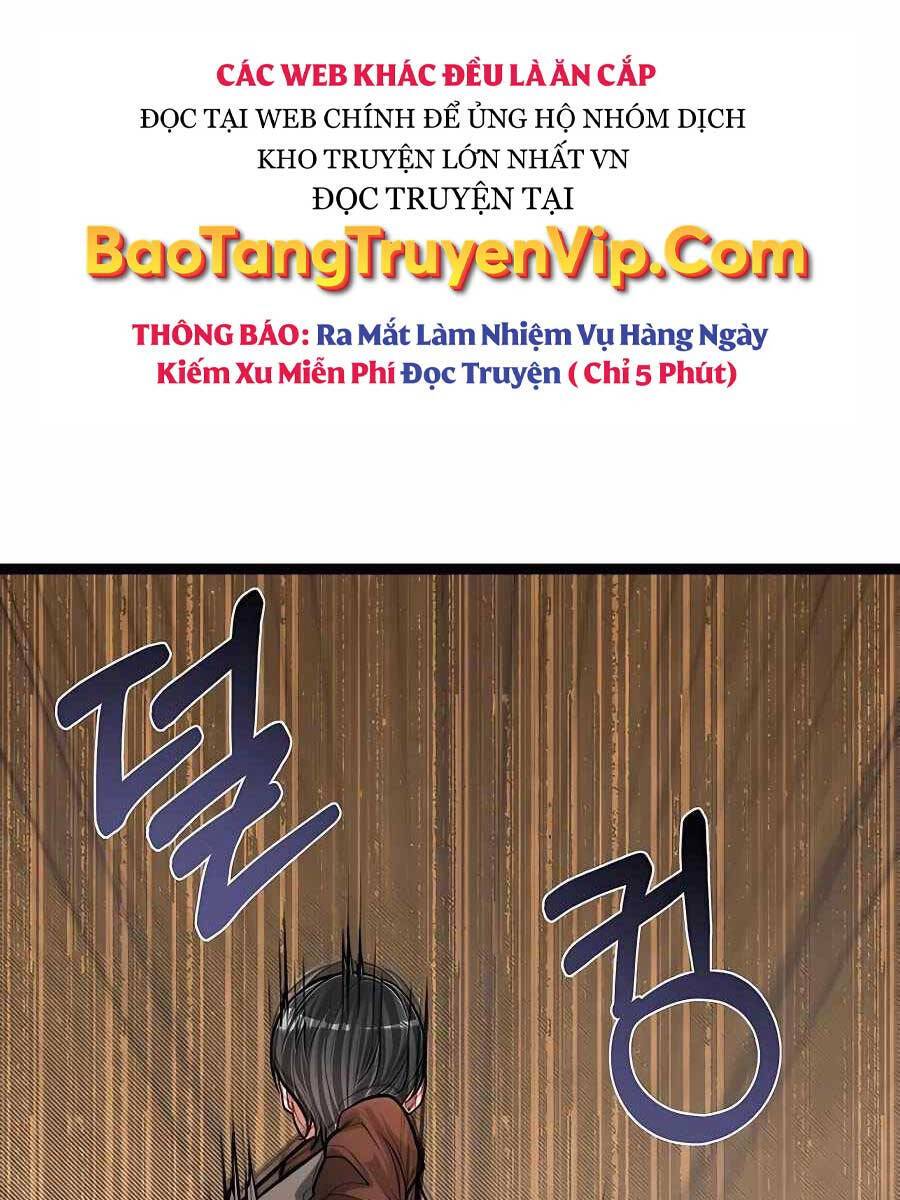 CÁC WEB KHÁC ĐỀU LÀ ĂN CẮP
ĐỌC TẠI WEB CHÍNH ĐỂ ỦNG HỘ NHÓM DỊCH
KHO TRUYỆN LỚN NHẤT VN
ĐỌC TRUYỆN TẠI
BaoTangTruyenVip.Com
THÔNG BÁO: Ra Mắt Làm Nhiệm Vụ Hàng Ngày
Kiếm Xu Miễn Phí Đọc Truyện ( Chỉ 5 Phút)
덜
컹